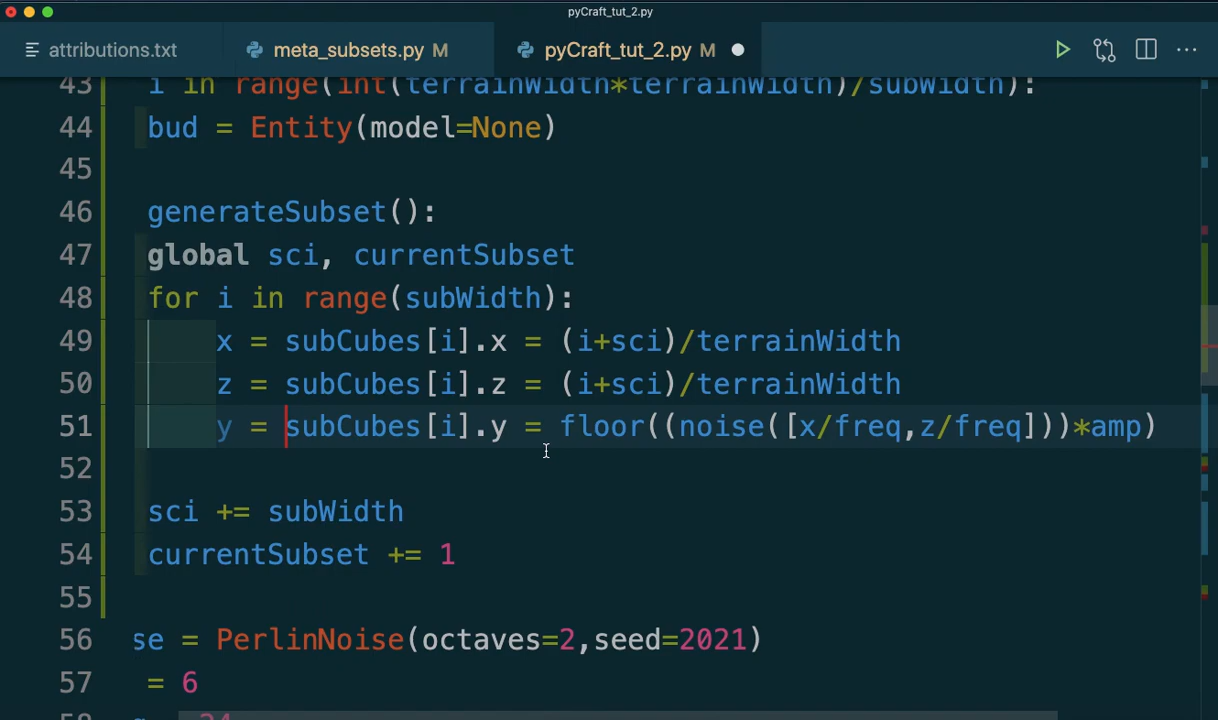 pyCraft_tut_2.py
attributions.txt meta_subsets.py M pyCraft_tut_2.py M
43 i in range(int(terrainWidth*terrainWidth)/subWidth):
44 bud = Entity(model=None)
45
46 generateSubset():
47 global sci, currentSubset
48 for i in range(subWidth):
49 x = subCubes[i].x = (i+sci)/terrainWidth
50 z = subCubes[i].z = (i+sci)/terrainWidth
51 y = subCubes[i].y = floor((noise([x/freq,z/freq]))*amp)
52
53 sci += subWidth
54 currentSubset += 1
55
56 se = PerlinNoise(octaves=2,seed=2021)
57 = 6